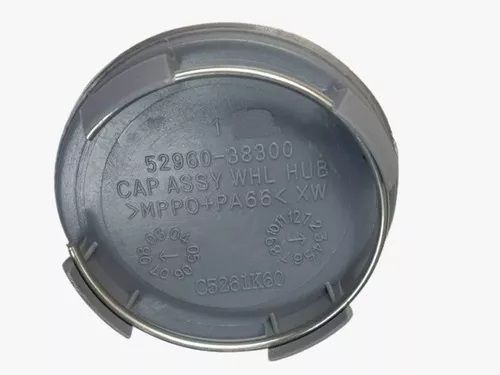 1
52960-38300
CAP ASSY WHL HUB
>MPPO+PA66< XW
C5261K60